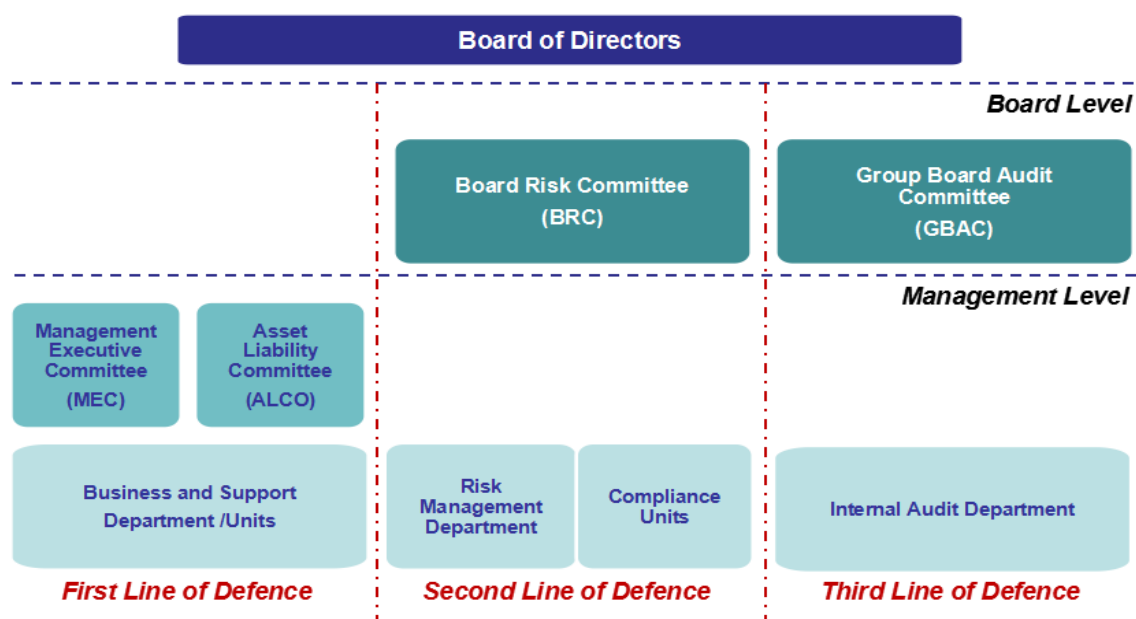 Board of Directors
Board Level
Board Risk Committee
(BRC)
Group Board Audit
Committee
(GBAC)
Management Level
Management
Executive
Committee
(MEC)
Asset
Liability
Committee
(ALCO)
Business and Support
Department /Units
Risk
Management
Department
Compliance
Units
Internal Audit Department
First Line of Defence
Second Line of Defence
Third Line of Defence